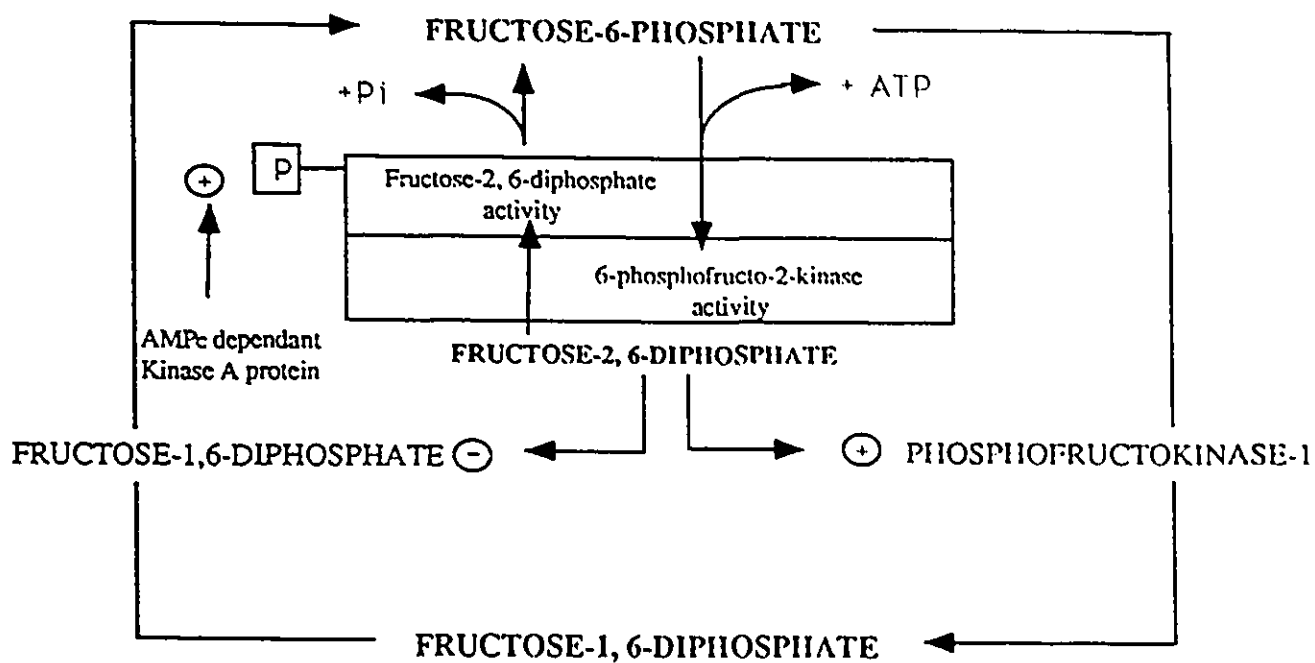 FRUCTOSE-6-PHOSPHATE
+Pi
+ ATP
+
P
Fructose-2, 6-diphosphate
activity
6-phosphofructo-2-kinase
activity
AMPc dependant
Kinase A protein
FRUCTOSE-2, 6-DIPHOSPHATE
FRUCTOSE-1,6-DIPHOSPHATE -
+ PHOSPHOFRUCTOKINASE-1
FRUCTOSE-1, 6-DIPHOSPHATE